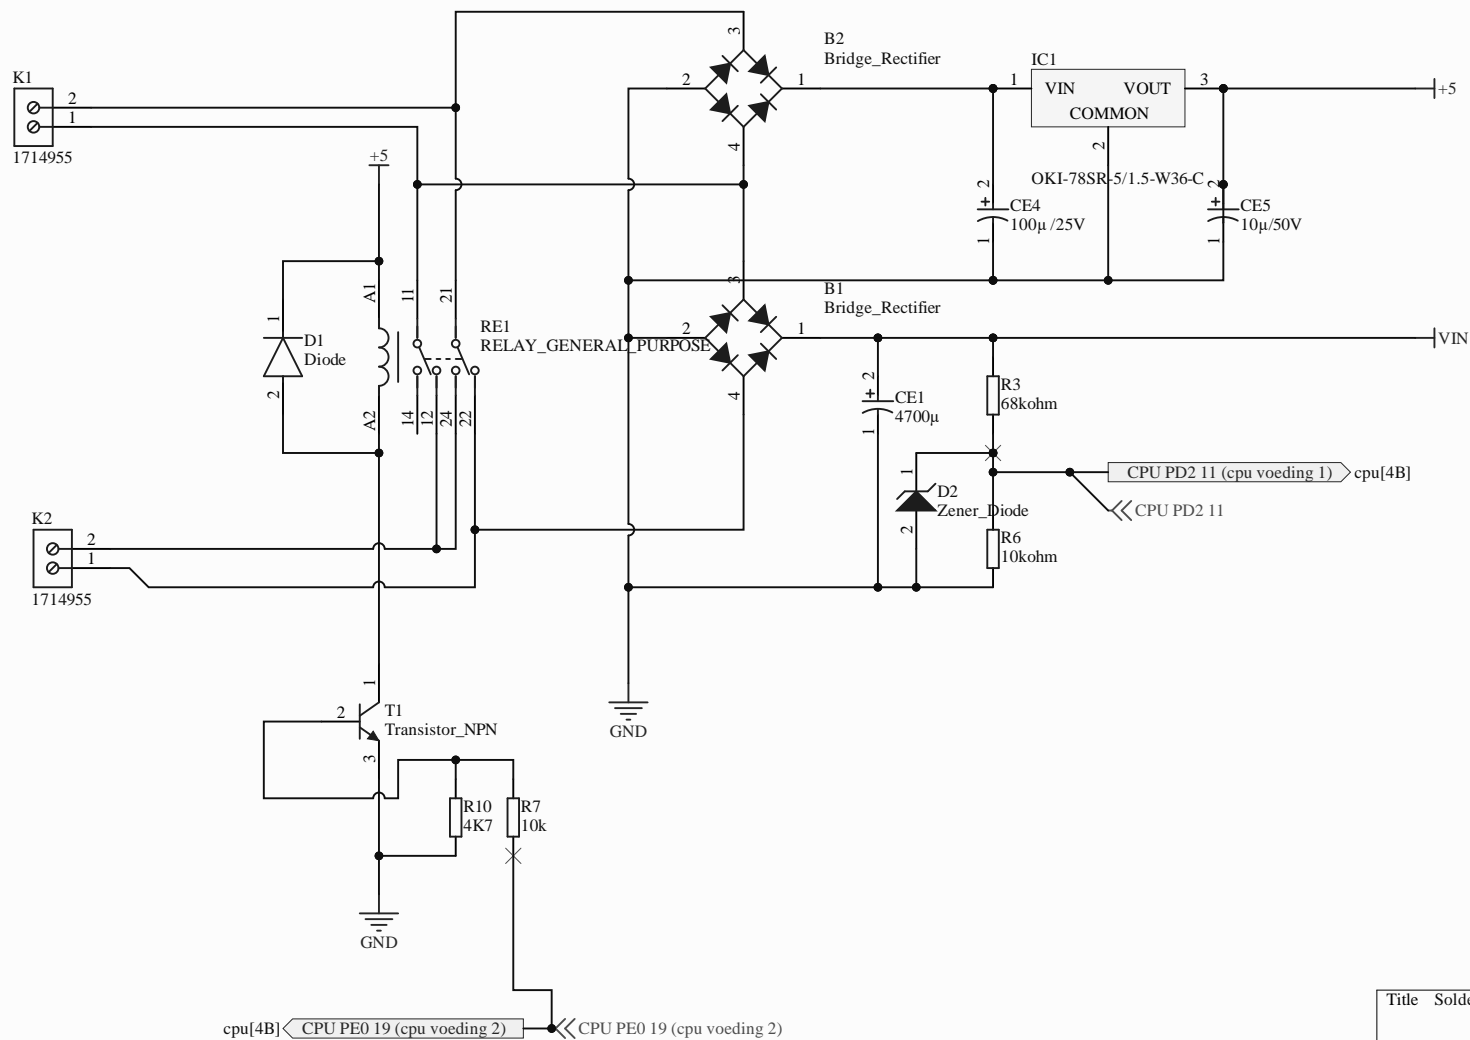 K1
2
1
1714955
+5
3
2
1
4
B2
Bridge_Rectifier
IC1
1
VIN
VOUT
3
COMMON
2
OKI-78SR-5/1.5-W36-C
+5
2
+
CE4
100µ/25V
1
2
+
CE5
10µ/50V
1
A1
11
21
1
D1
Diode
2
RE1
RELAY_GENERAL_PURPOSE
A2
14
12
24
22
3
B1
Bridge_Rectifier
2
1
4
VIN
2
+
CE1
4700µ
1
R3
68kohm
1
D2
Zener_Diode
2
CPU PD2 11 (cpu voeding 1)
cpu[4B]
CPU PD2 11
R6
10kohm
K2
2
1
1714955
1
2
T1
Transistor_NPN
3
GND
R10
4K7
R7
10k
GND
cpu[4B]
CPU PE0 19 (cpu voeding 2)
CPU PE0 19 (cpu voeding 2)
Title Solde